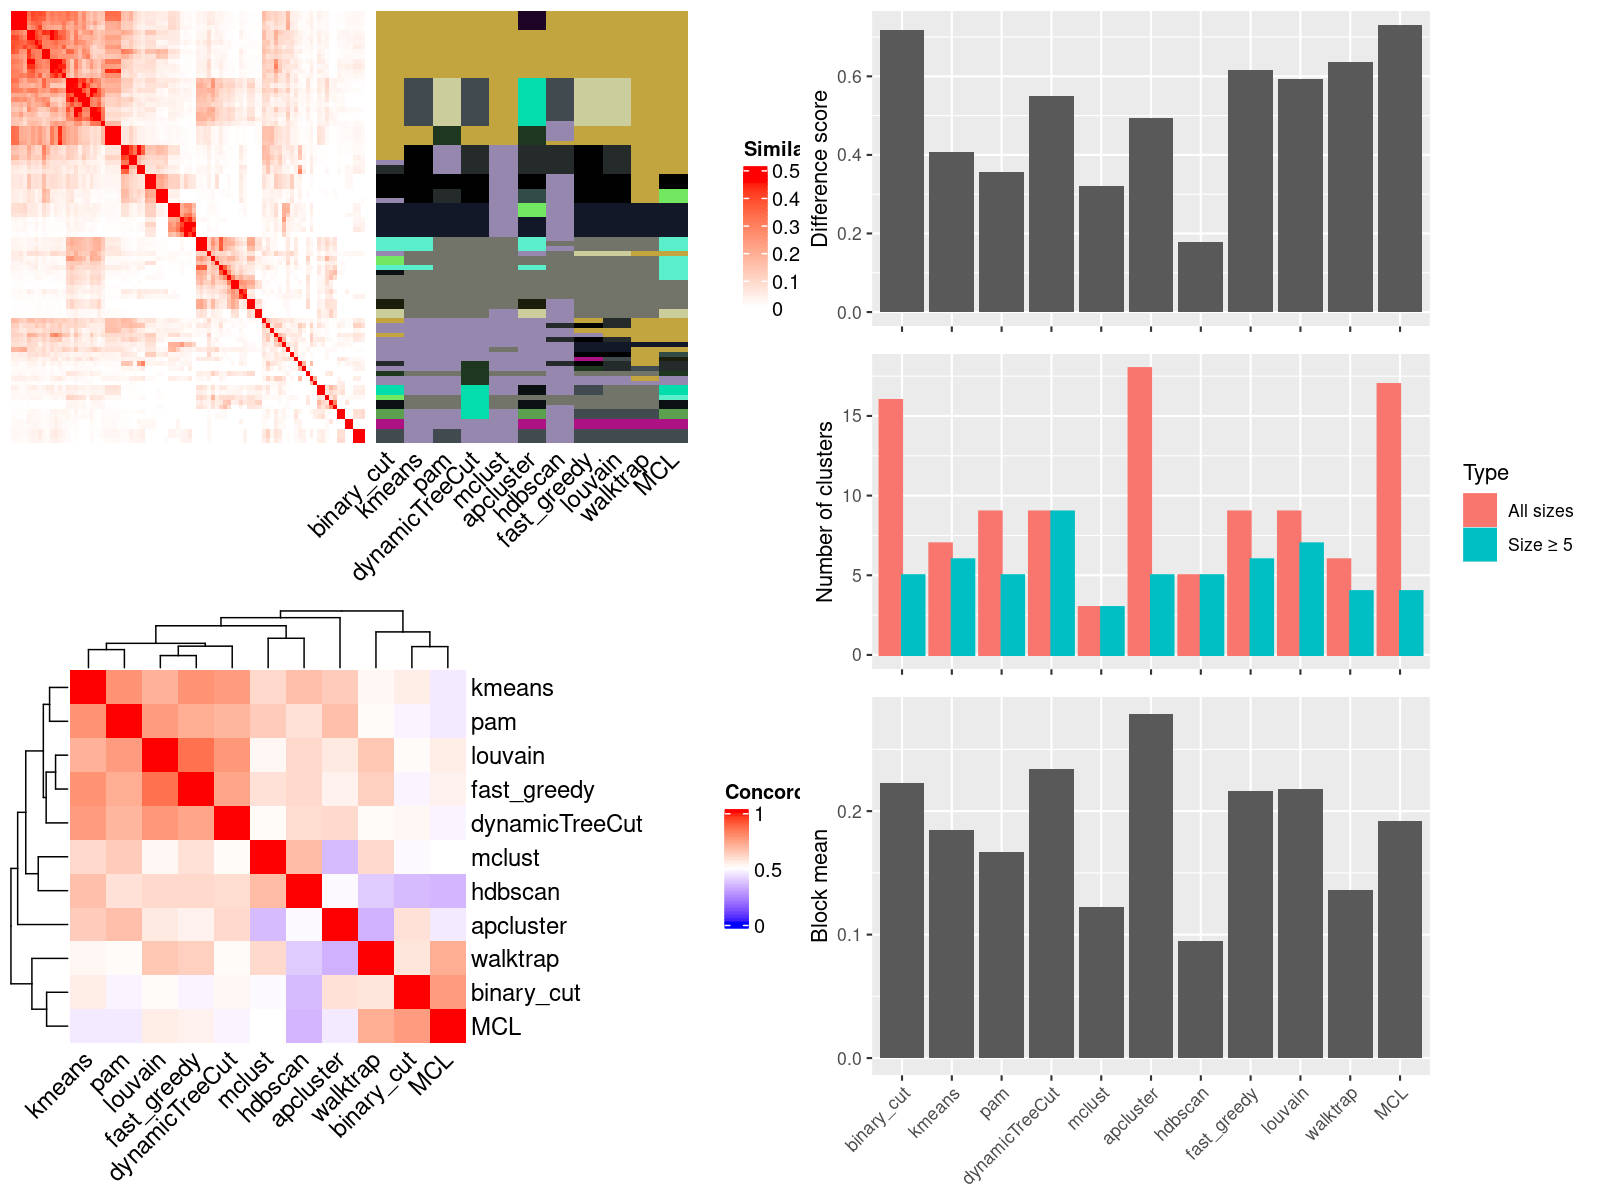 Simila
0.5
0.4
0.3
0.2
0.1
0
binary_cut
kmeans
pam
dynamicTreeCut
mclust
apcluster
hdbscan
fast_greedy
louvain
walktrap
MCL
Difference score
0.6
0.4
0.2
0.0
Number of clusters
15
10
5
0
Type
All sizes
Size ≥ 5
kmeans
pam
louvain
fast_greedy
dynamicTreeCut
mclust
hdbscan
apcluster
walktrap
binary_cut
MCL
kmeans
pam
louvain
fast_greedy
dynamicTreeCut
mclust
hdbscan
apcluster
walktrap
binary_cut
MCL
Concord
1
0.5
0
Block mean
0.2
0.1
0.0
binary_cut
kmeans
pam
dynamicTreeCut
mclust
apcluster
hdbscan
fast_greedy
louvain
walktrap
MCL